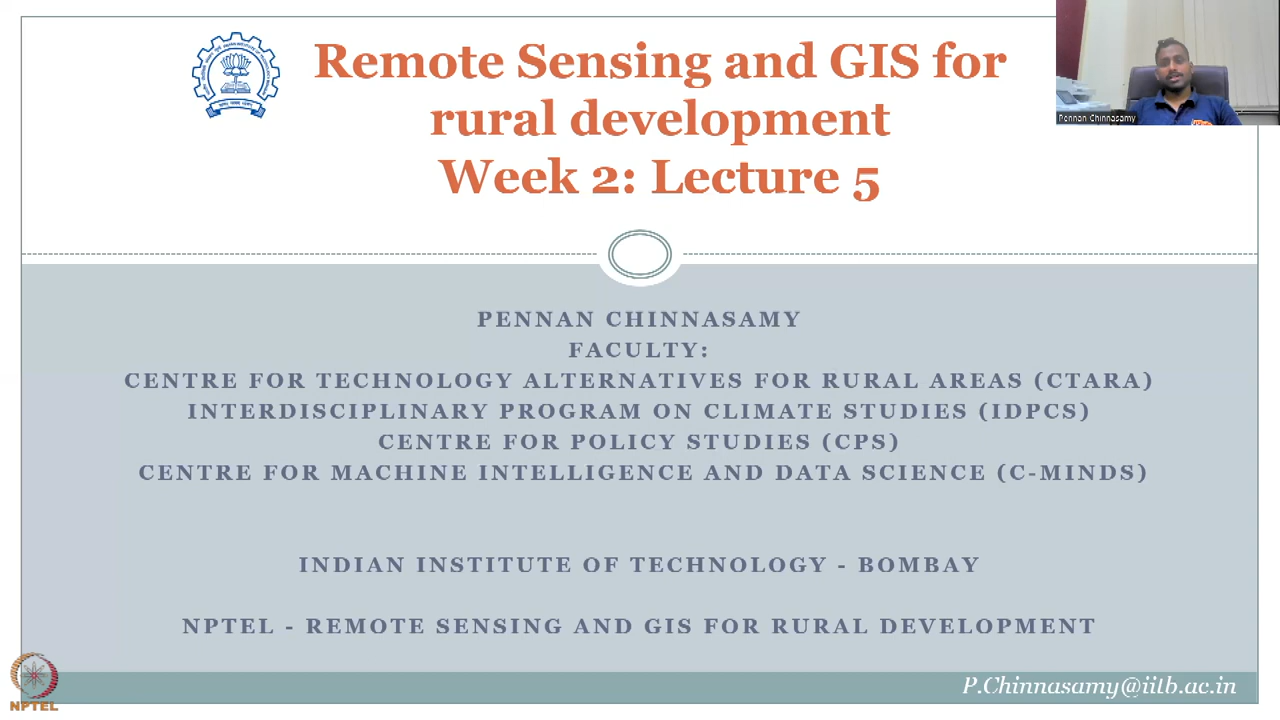 Remote Sensing and GIS for
rural development
Week 2: Lecture 5
Pennan Chinnasamy
PENNAN CHINNASAMY
FACULTY:
CENTRE FOR TECHNOLOGY ALTERNATIVES FOR RURAL AREAS (CTARA)
INTERDISCIPLINARY PROGRAM ON CLIMATE STUDIES (IDPCS)
CENTRE FOR POLICY STUDIES (CPS)
CENTRE FOR MACHINE INTELLIGENCE AND DATA SCIENCE (C-MINDS)
INDIAN INSTITUTE OF TECHNOLOGY - BOMBAY
NPTEL - REMOTE SENSING AND GIS FOR RURAL DEVELOPMENT
NPTEL
P.Chinnasamy@iitb.ac.in